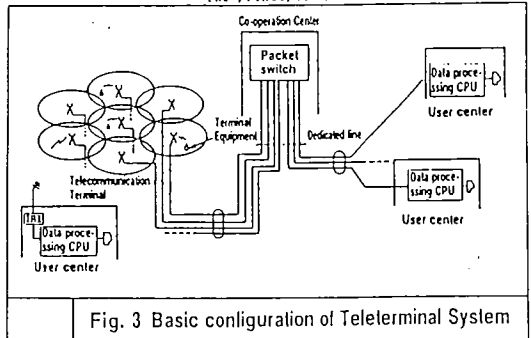 Co-operation Center
Packet
switch
Terminal
Equipment
Dedicated line
Data proce-
ssing CPU
User center
Data proce-
ssing CPU
User center
Telecommunication
Terminal
Data proce-
ssing CPU
User center
Fig. 3 Basic configuration of Teleterminal System